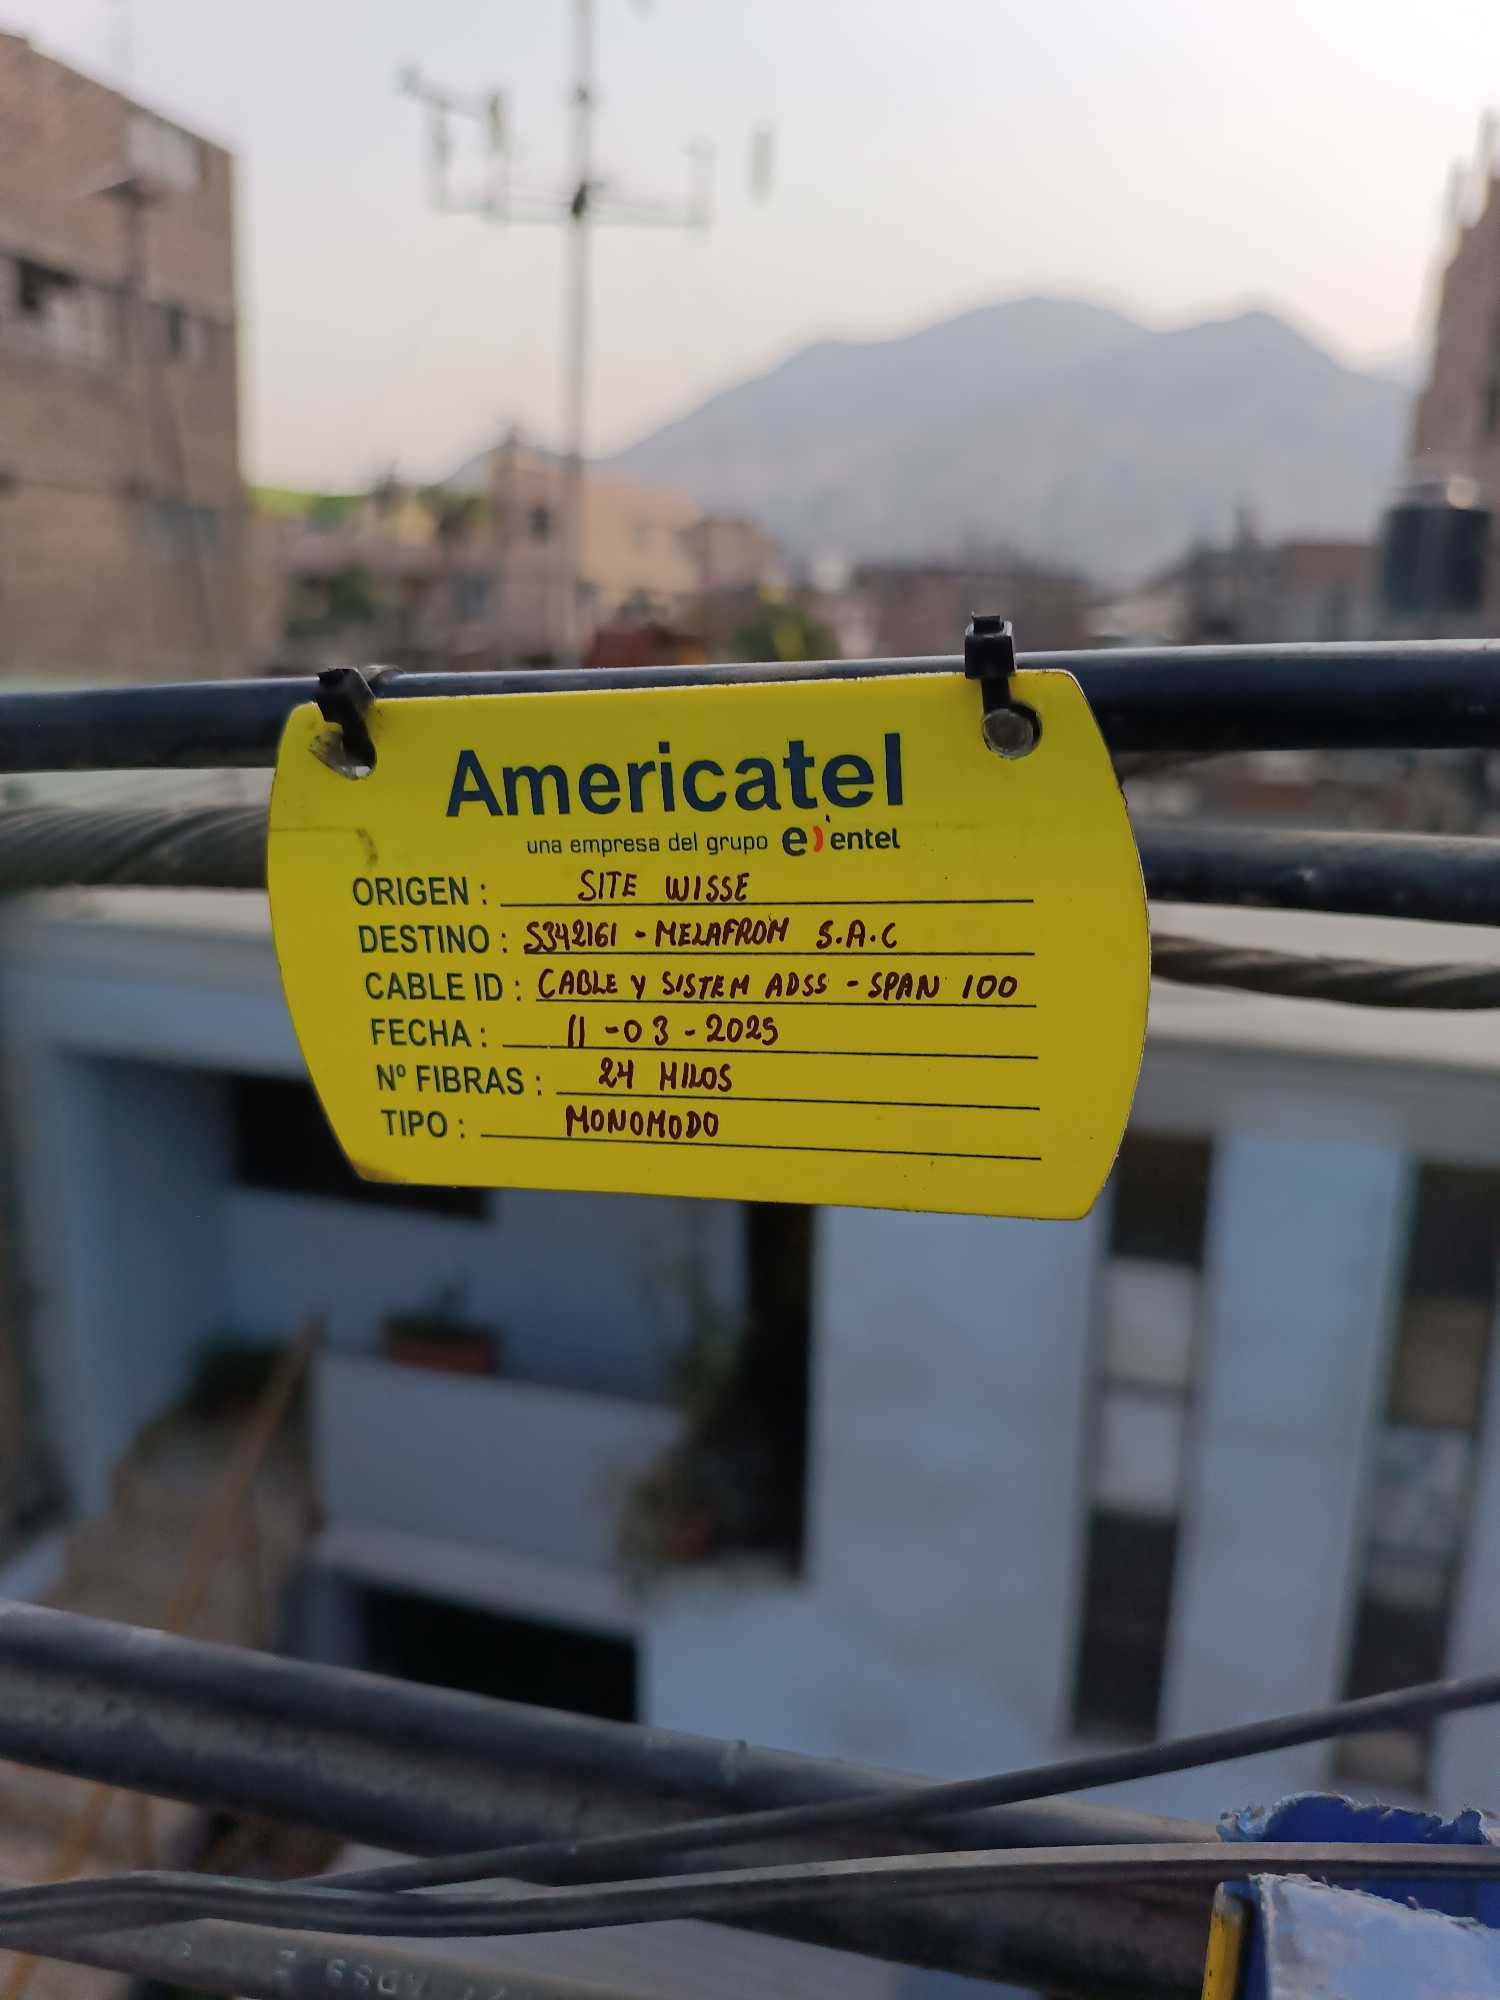 Americatel
una empresa del grupo e) entel
ORIGEN : SITE WISSE
DESTINO : S342161 - MELAFROM S.A.C
CABLE ID : CABLE Y SISTEM ADSS - SPAN 100
FECHA : 11 - 03 - 2025
Nº FIBRAS : 24 HILOS
TIPO : MONOMODO